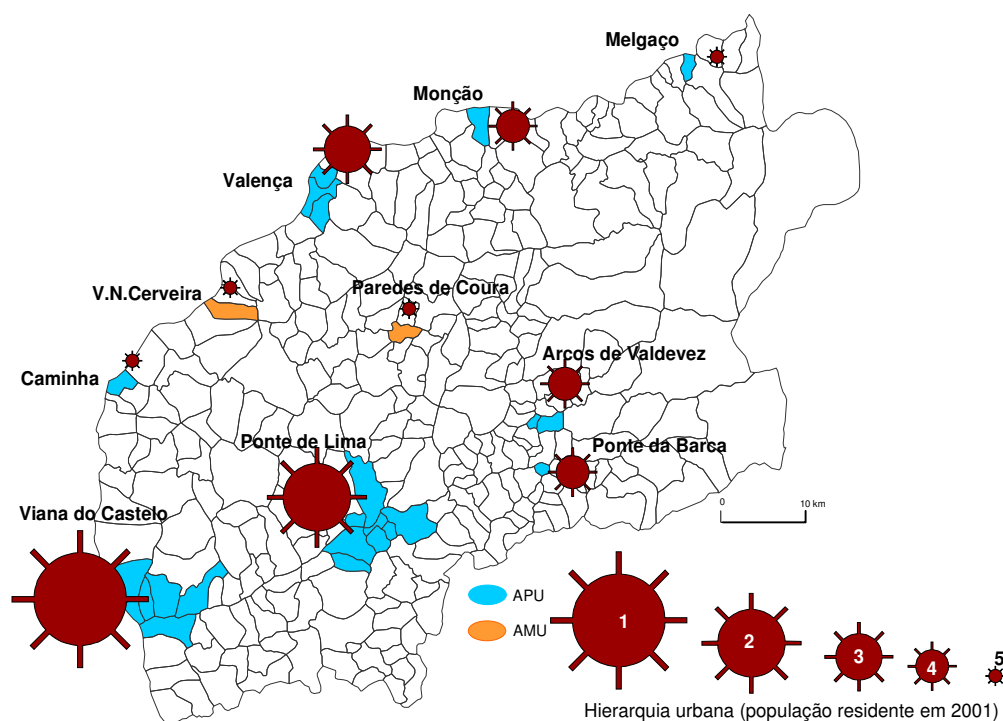 Melgaço
Monção
Valença
V.N.Cerveira
Paredes de Coura
Caminha
Arcos de Valdevez
Ponte de Lima
Ponte da Barca
0 10 km
Viana do Castelo
APU
AMU
1
2
3
4
5
Hierarquia urbana (população residente em 2001)